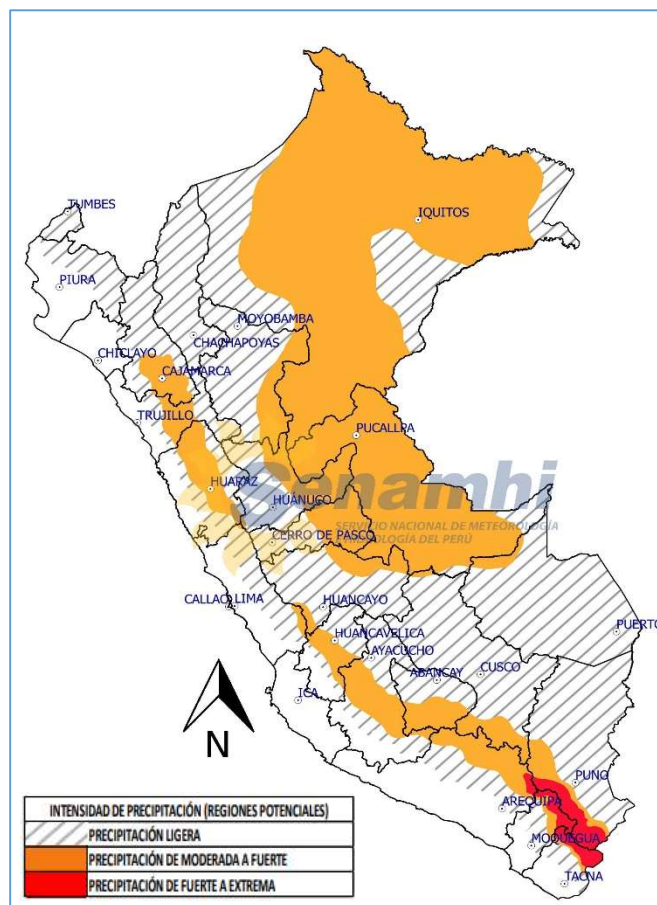 TUMBES
IQUITOS
PIURA
MOYOBAMBA
CHACHAPOYAS
CHICLAYO
CAJAMARCA
TRUJILLO
PUCALLPA
HUARAZ
Senamhi
HUÁNUCO
SERVICIO NACIONAL DE METEOROLOGÍA
HIDROLOGÍA DEL PERÚ
CERRO DE PASCO
CALLAO LIMA
HUANCAYO
PUERTO
HUANCAVELICA
AYACUCHO
ABANCAY
CUSCO
ICA
N
PUNO
AREQUIPA
MOQUEGUA
TACNA
INTENSIDAD DE PRECIPITACIÓN (REGIONES POTENCIALES)
PRECIPITACIÓN LIGERA
PRECIPITACIÓN DE MODERADA A FUERTE
PRECIPITACIÓN DE FUERTE A EXTREMA